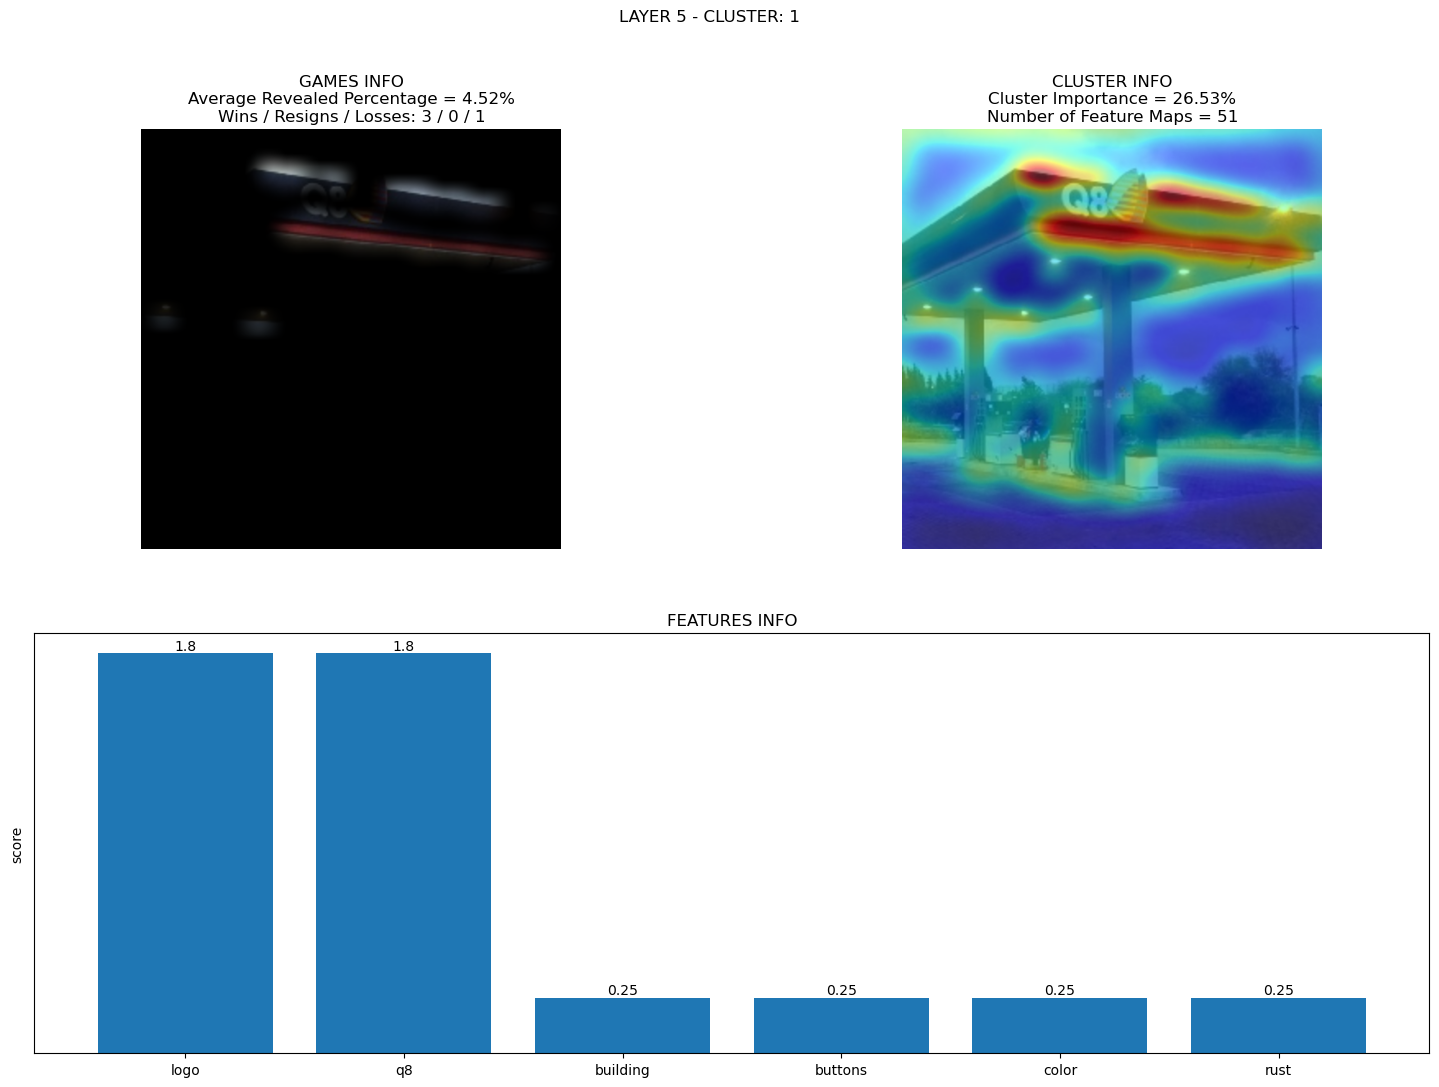 LAYER 5 - CLUSTER: 1
GAMES INFO
Average Revealed Percentage = 4.52%
Wins / Resigns / Losses: 3 / 0 / 1
Q8
CLUSTER INFO
Cluster Importance = 26.53%
Number of Feature Maps = 51
Q8
FEATURES INFO
score
1.8
1.8
0.25
0.25
0.25
0.25
logo
q8
building
buttons
color
rust